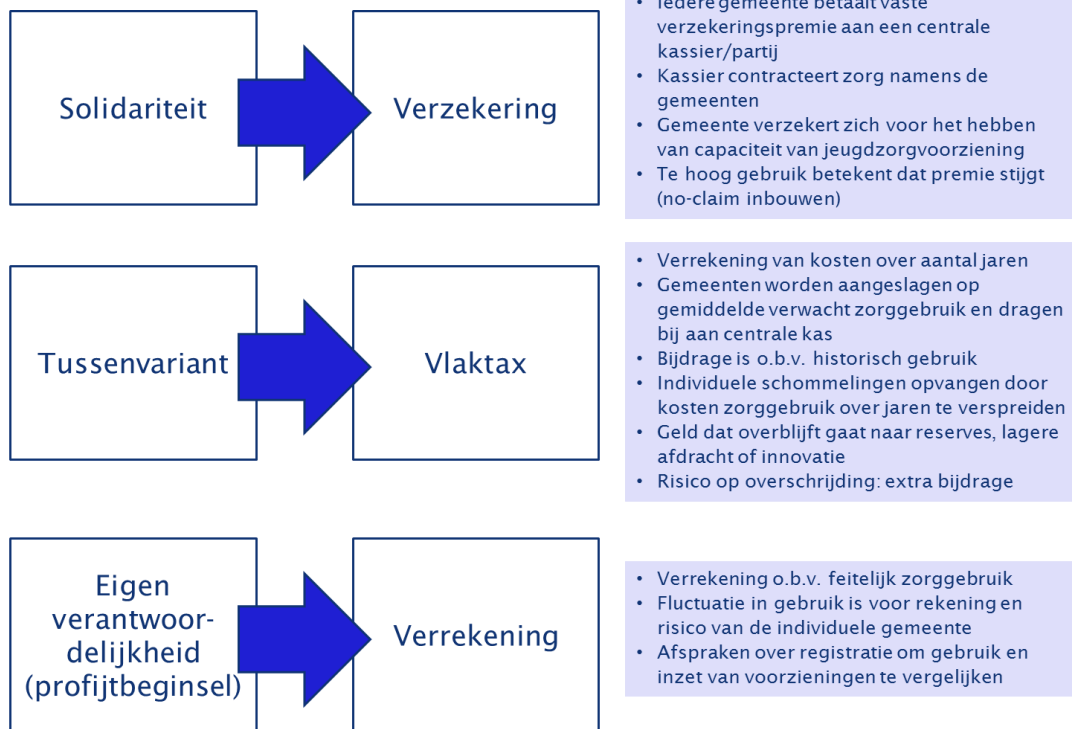 Solidariteit
Verzekering
• Iedere gemeente betaalt vaste
verzekeringspremie aan een centrale
kassier/partij
• Kassier contracteert zorg namens de
gemeenten
• Gemeente verzekert zich voor het hebben
van capaciteit van jeugdzorgvoorziening
• Te hoog gebruik betekent dat premie stijgt
(no-claim inbouwen)
Tussenvariant
Vlaktax
• Verrekening van kosten over aantal jaren
• Gemeenten worden aangeslagen op
gemiddelde verwacht zorggebruik en dragen
bij aan centrale kas
• Bijdrage is o.b.v. historisch gebruik
• Individuele schommelingen opvangen door
kosten zorggebruik over jaren te verspreiden
• Geld dat overblijft gaat naar reserves, lagere
afdracht of innovatie
• Risico op overschrijding: extra bijdrage
Eigen
verantwoor-
delijkheid
(profijtbeginsel)
Verrekening
• Verrekening o.b.v. feitelijk zorggebruik
• Fluctuatie in gebruik is voor rekening en
risico van de individuele gemeente
• Afspraken over registratie om gebruik en
inzet van voorzieningen te vergelijken